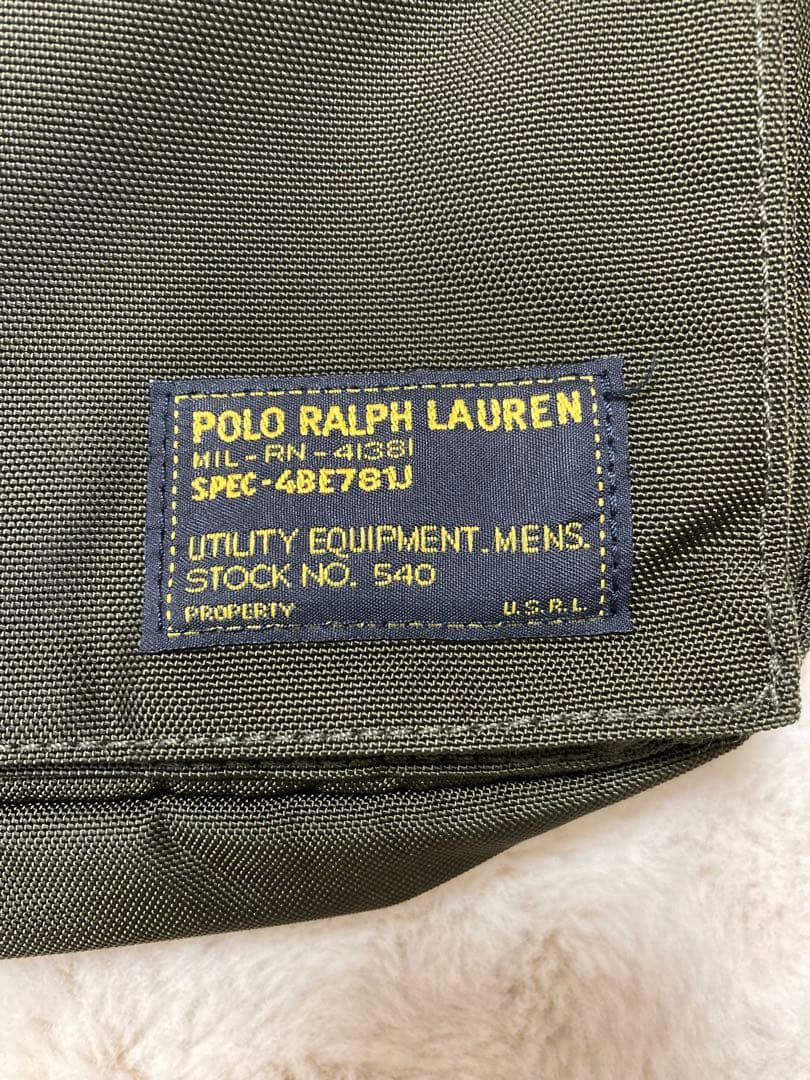 POLO RALPH LAUREN
MIL-RN-41381
SPEC-4BE781J
UTILITY EQUIPMENT. MENS.
STOCK NO. 540
PROPERTY U.S.R.L.